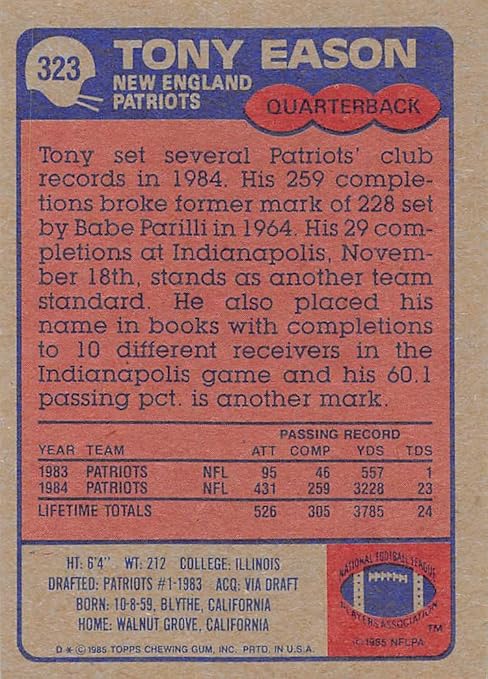 323
TONY EASON
NEW ENGLAND
PATRIOTS
QUARTERBACK
Tony set several Patriots' club
records in 1984. His 259 comple-
tions broke former mark of 228 set
by Babe Parilli in 1964. His 29 com-
pletions at Indianapolis, Novem-
ber 18th, stands as another team
standard. He also placed his
name in books with completions
to 10 different receivers in the
Indianapolis game and his 60.1
passing pct. is another mark.
PASSING RECORD
YEAR TEAM ATT COMP YDS TDS
1983 PATRIOTS NFL 95 46 557 1
1984 PATRIOTS NFL 431 259 3228 23
LIFETIME TOTALS 526 305 3785 24
HT: 6'4" WT: 212 COLLEGE: ILLINOIS
DRAFTED: PATRIOTS #1-1983 ACQ: VIA DRAFT
BORN: 10-8-59, BLYTHE, CALIFORNIA
HOME: WALNUT GROVE, CALIFORNIA
D * © 1985 TOPPS CHEWING GUM, INC. PRTD. IN U.S.A.
NATIONAL FOOTBALL LEAGUE
PLAYERS ASSOCIATION
TM
© 1985 NFLPA